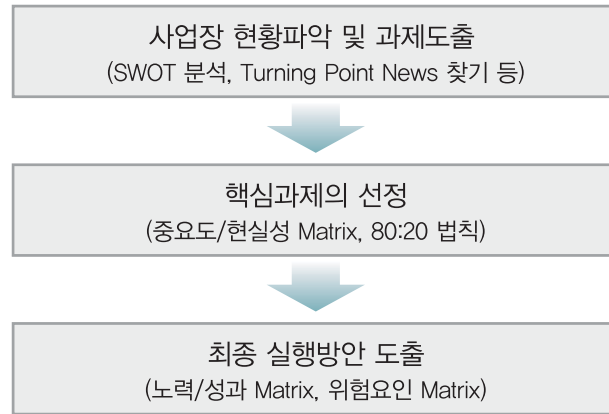 사업장 현황파악 및 과제도출
(SWOT 분석, Turning Point News 찾기 등)
핵심과제의 선정
(중요도/현실성 Matrix, 80:20 법칙)
최종 실행방안 도출
(노력/성과 Matrix, 위험요인 Matrix)